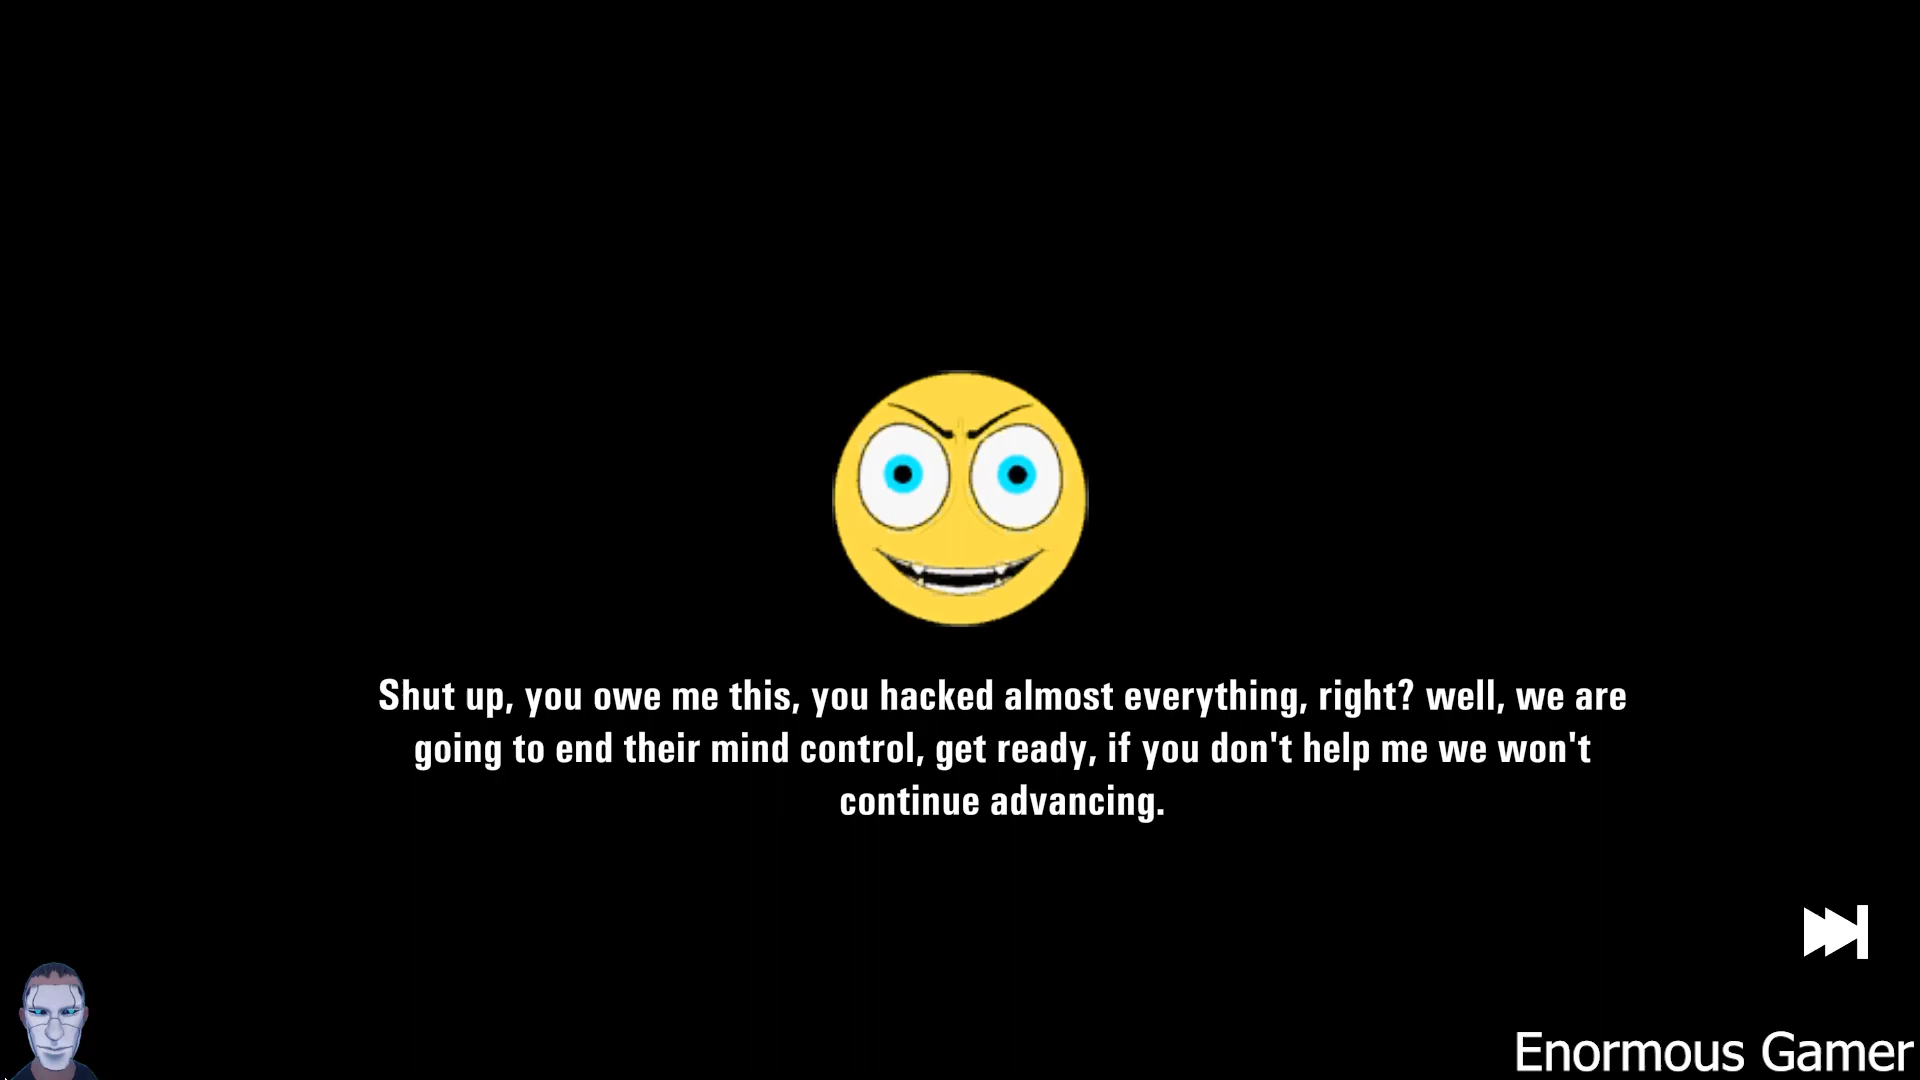 Shut up, you owe me this, you hacked almost everything, right? well, we are
going to end their mind control, get ready, if you don't help me we won't
continue advancing.
Enormous Gamer